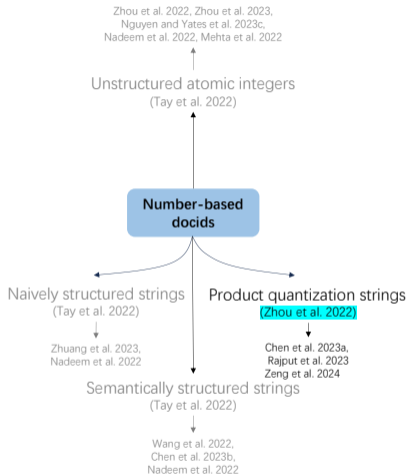 Zhou et al. 2022, Zhou et al. 2023,
Nguyen and Yates et al. 2023c,
Nadeem et al. 2022, Mehta et al. 2022
Unstructured atomic integers
(Tay et al. 2022)
Number-based
docids
Naively structured strings
(Tay et al. 2022)
Zhuang et al. 2023,
Nadeem et al. 2022
Product quantization strings
(Zhou et al. 2022)
Chen et al. 2023a,
Rajput et al. 2023
Zeng et al. 2024
Semantically structured strings
(Tay et al. 2022)
Wang et al. 2022,
Chen et al. 2023b,
Nadeem et al. 2022